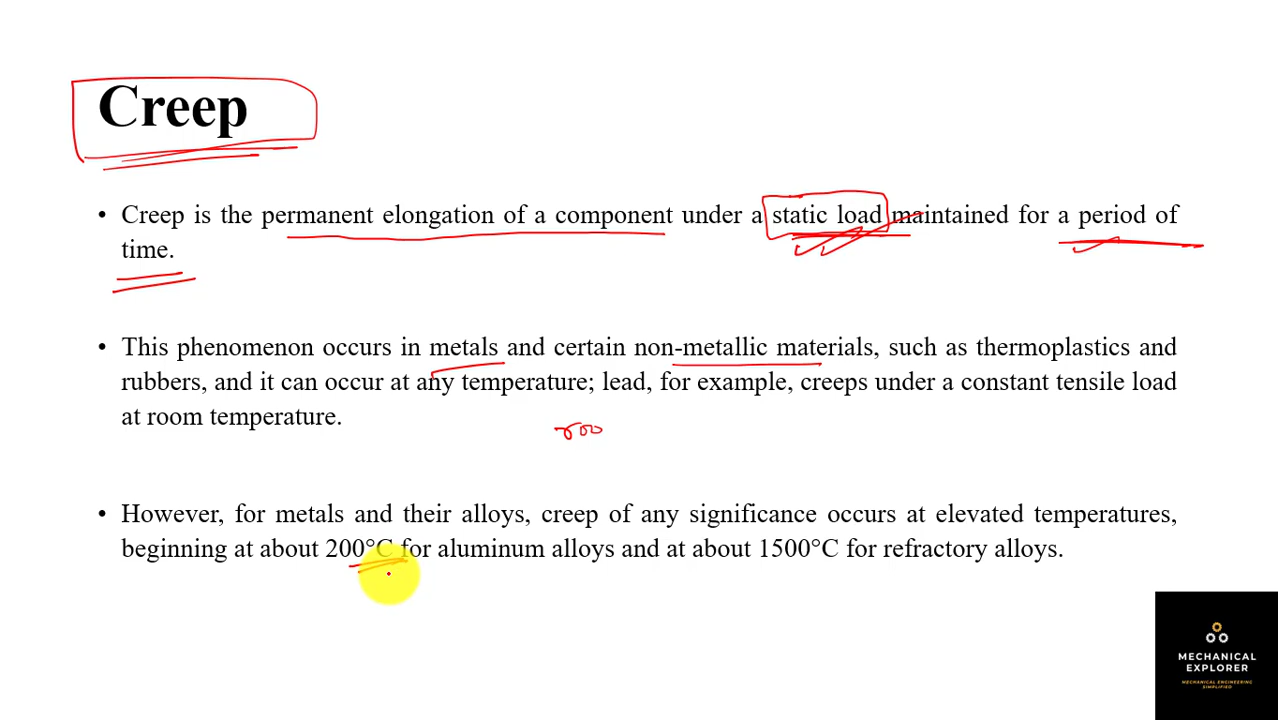 Creep
• Creep is the permanent elongation of a component under a static load maintained for a period of
time.
• This phenomenon occurs in metals and certain non-metallic materials, such as thermoplastics and
rubbers, and it can occur at any temperature; lead, for example, creeps under a constant tensile load
at room temperature.
• However, for metals and their alloys, creep of any significance occurs at elevated temperatures,
beginning at about 200°C for aluminum alloys and at about 1500°C for refractory alloys.
MECHANICAL
EXPLORER
MECHANICAL ENGINEERING
SIMPLIFIED